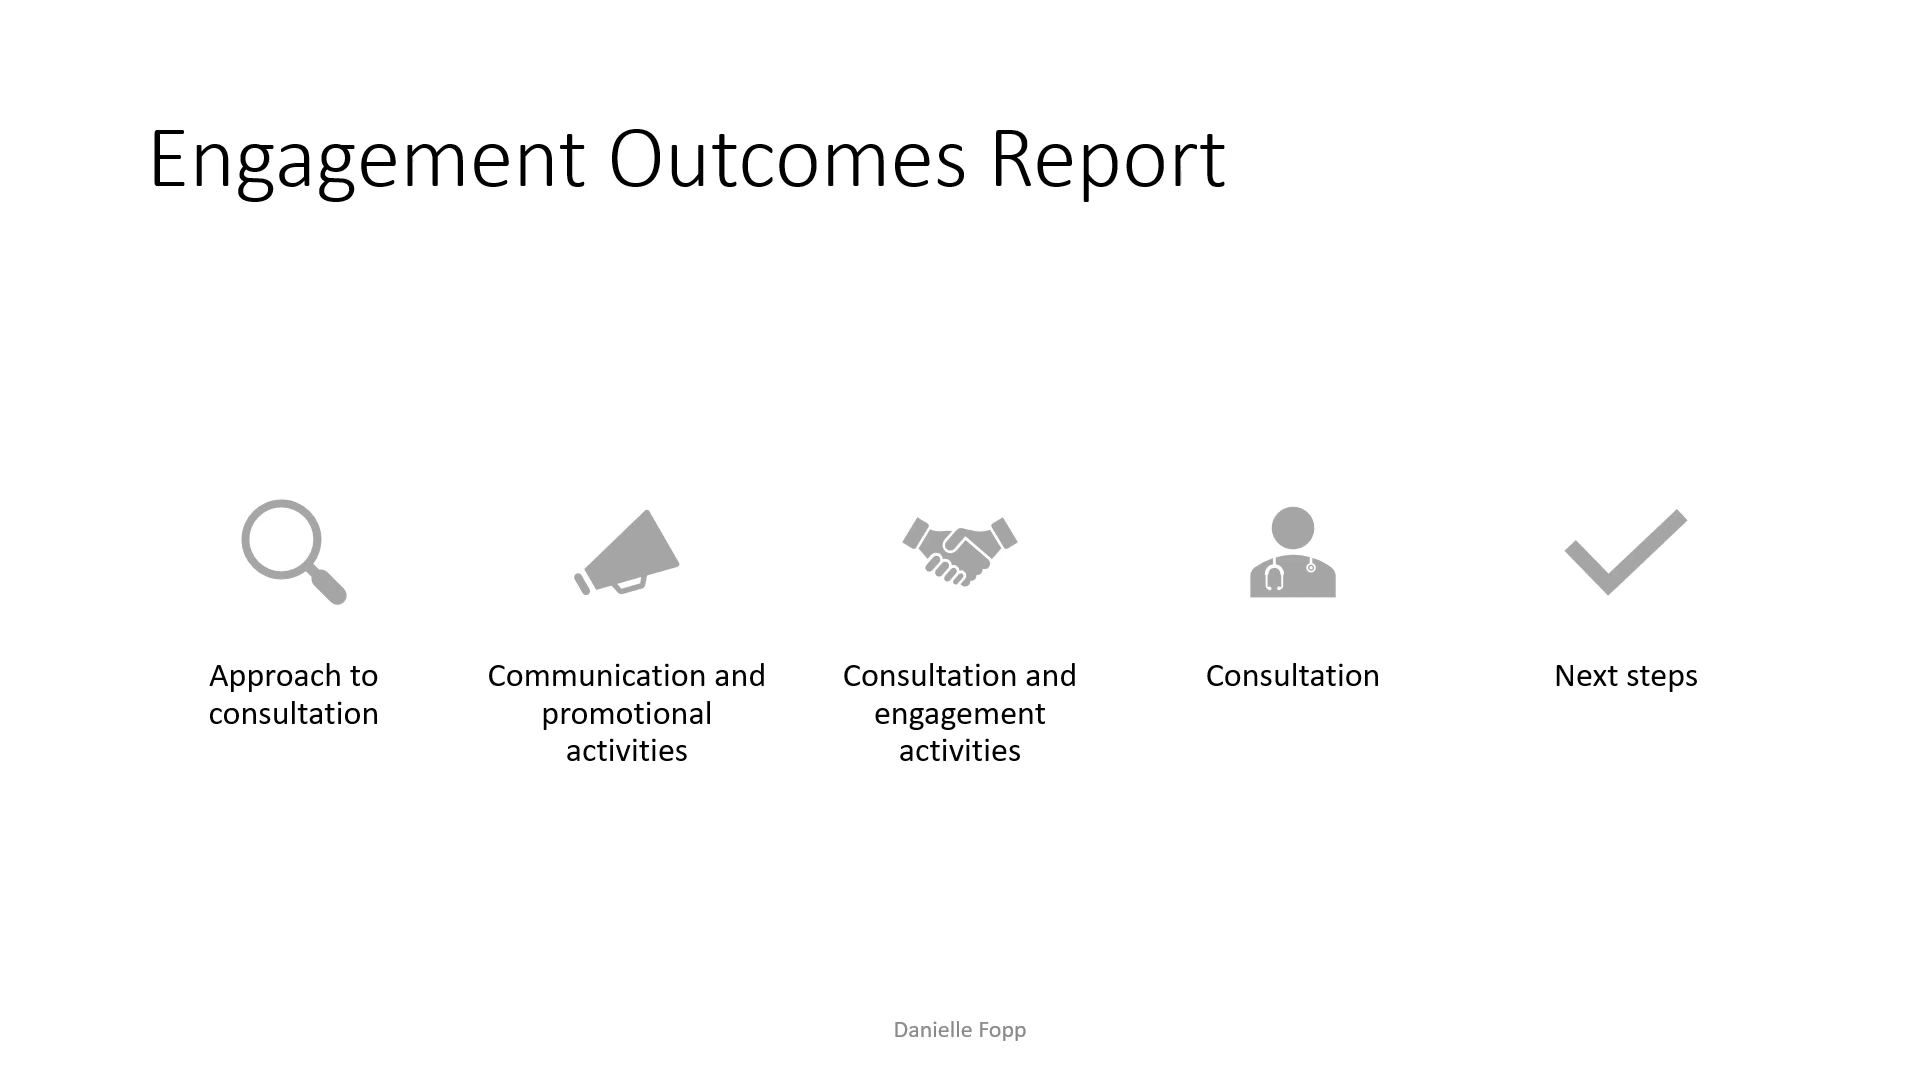 Engagement Outcomes Report
Approach to
consultation
Communication and
promotional
activities
Consultation and
engagement
activities
Consultation
Next steps
Danielle Fopp